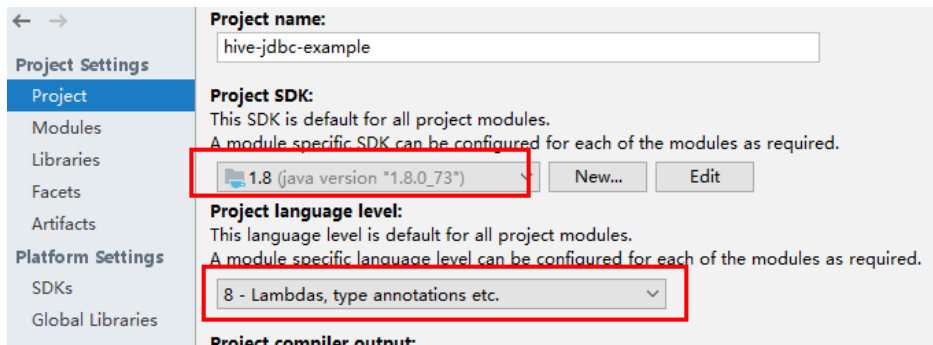 Project name:
hive-jdbc-example
Project Settings
Project
Project SDK:
This SDK is default for all project modules.
Modules
A module specific SDK can be configured for each of the modules as required.
Libraries
1.8 (java version "1.8.0_73")
New...
Edit
Facets
Project language level:
Artifacts
This language level is default for all project modules.
Platform Settings
A module specific language level can be configured for each of the modules as required.
SDKs
8 - Lambdas, type annotations etc.
Global Libraries
Project compiler output: